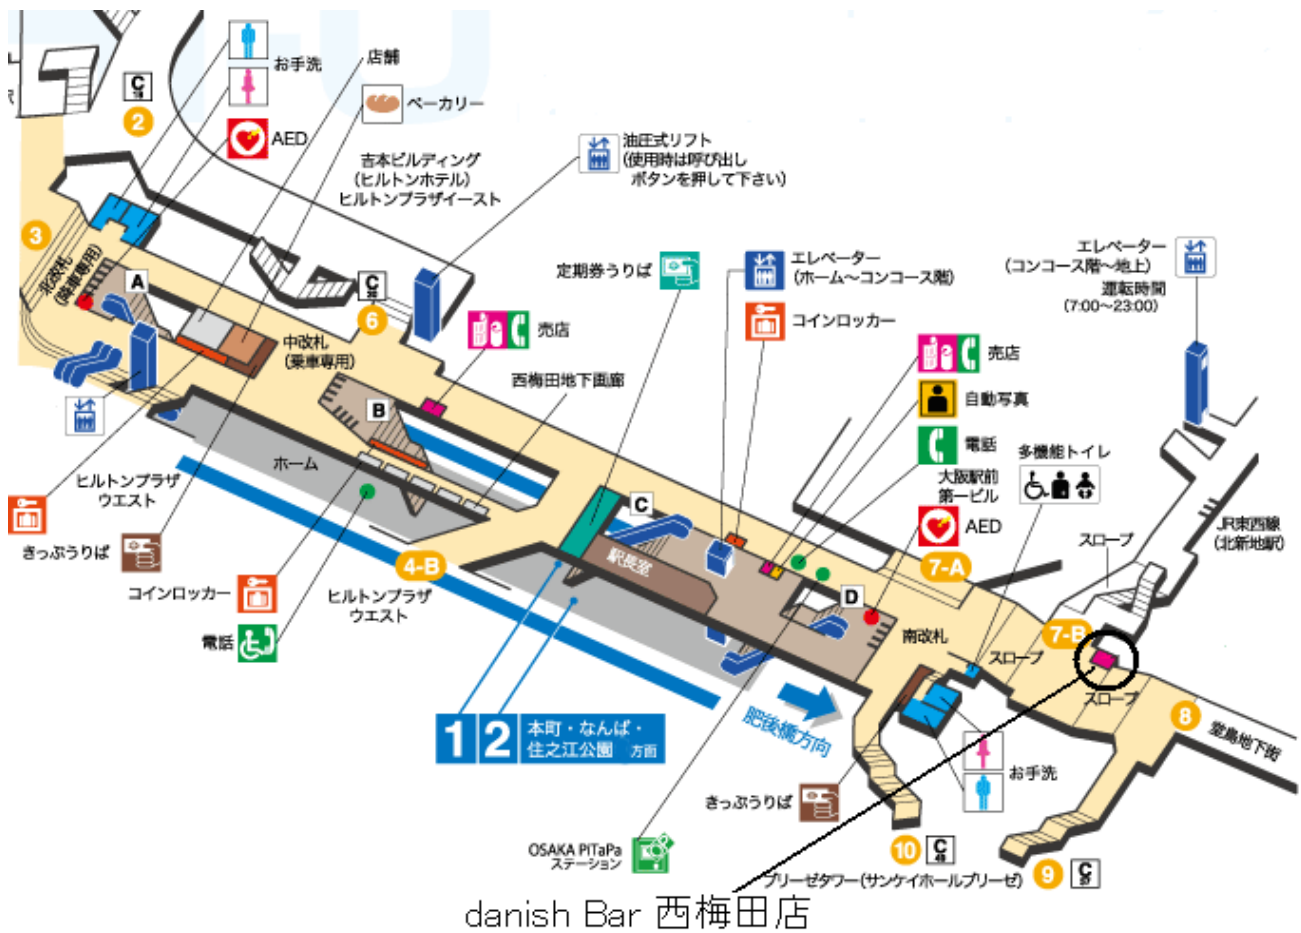 C
2
お手洗
AED
店舗
ベーカリー
吉本ビルディング
(ヒルトンホテル)
ヒルトンプラザイースト
油圧式リフト
(使用時は呼び出し
ボタンを押して下さい)
3
北改札
(降車専用)
A
C
6
売店
中改札
(乗車専用)
西梅田地下画廊
定期券うりば
エレベーター
(ホーム～コンコース階)
コインロッカー
エレベーター
(コンコース階～地上)
運転時間
(7:00～23:00)
売店
自動写真
電話
大阪駅前
第一ビル
AED
多機能トイレ
B
ホーム
ヒルトンプラザ
ウエスト
きっぷうりば
コインロッカー
電話
4-B
ヒルトンプラザ
ウエスト
C
駅長室
D
7-A
スロープ
JR東西線
(北新地駅)
7-B
南改札
スロープ
スロープ
8
堂島地下街
1 2 本町・なんば・
住之江公園 方面
肥後橋方向
お手洗
きっぷうりば
OSAKA PiTaPa
ステーション
10
C
9
C
ブリーゼタワー(サンケイホールブリーゼ)
danish Bar 西梅田店